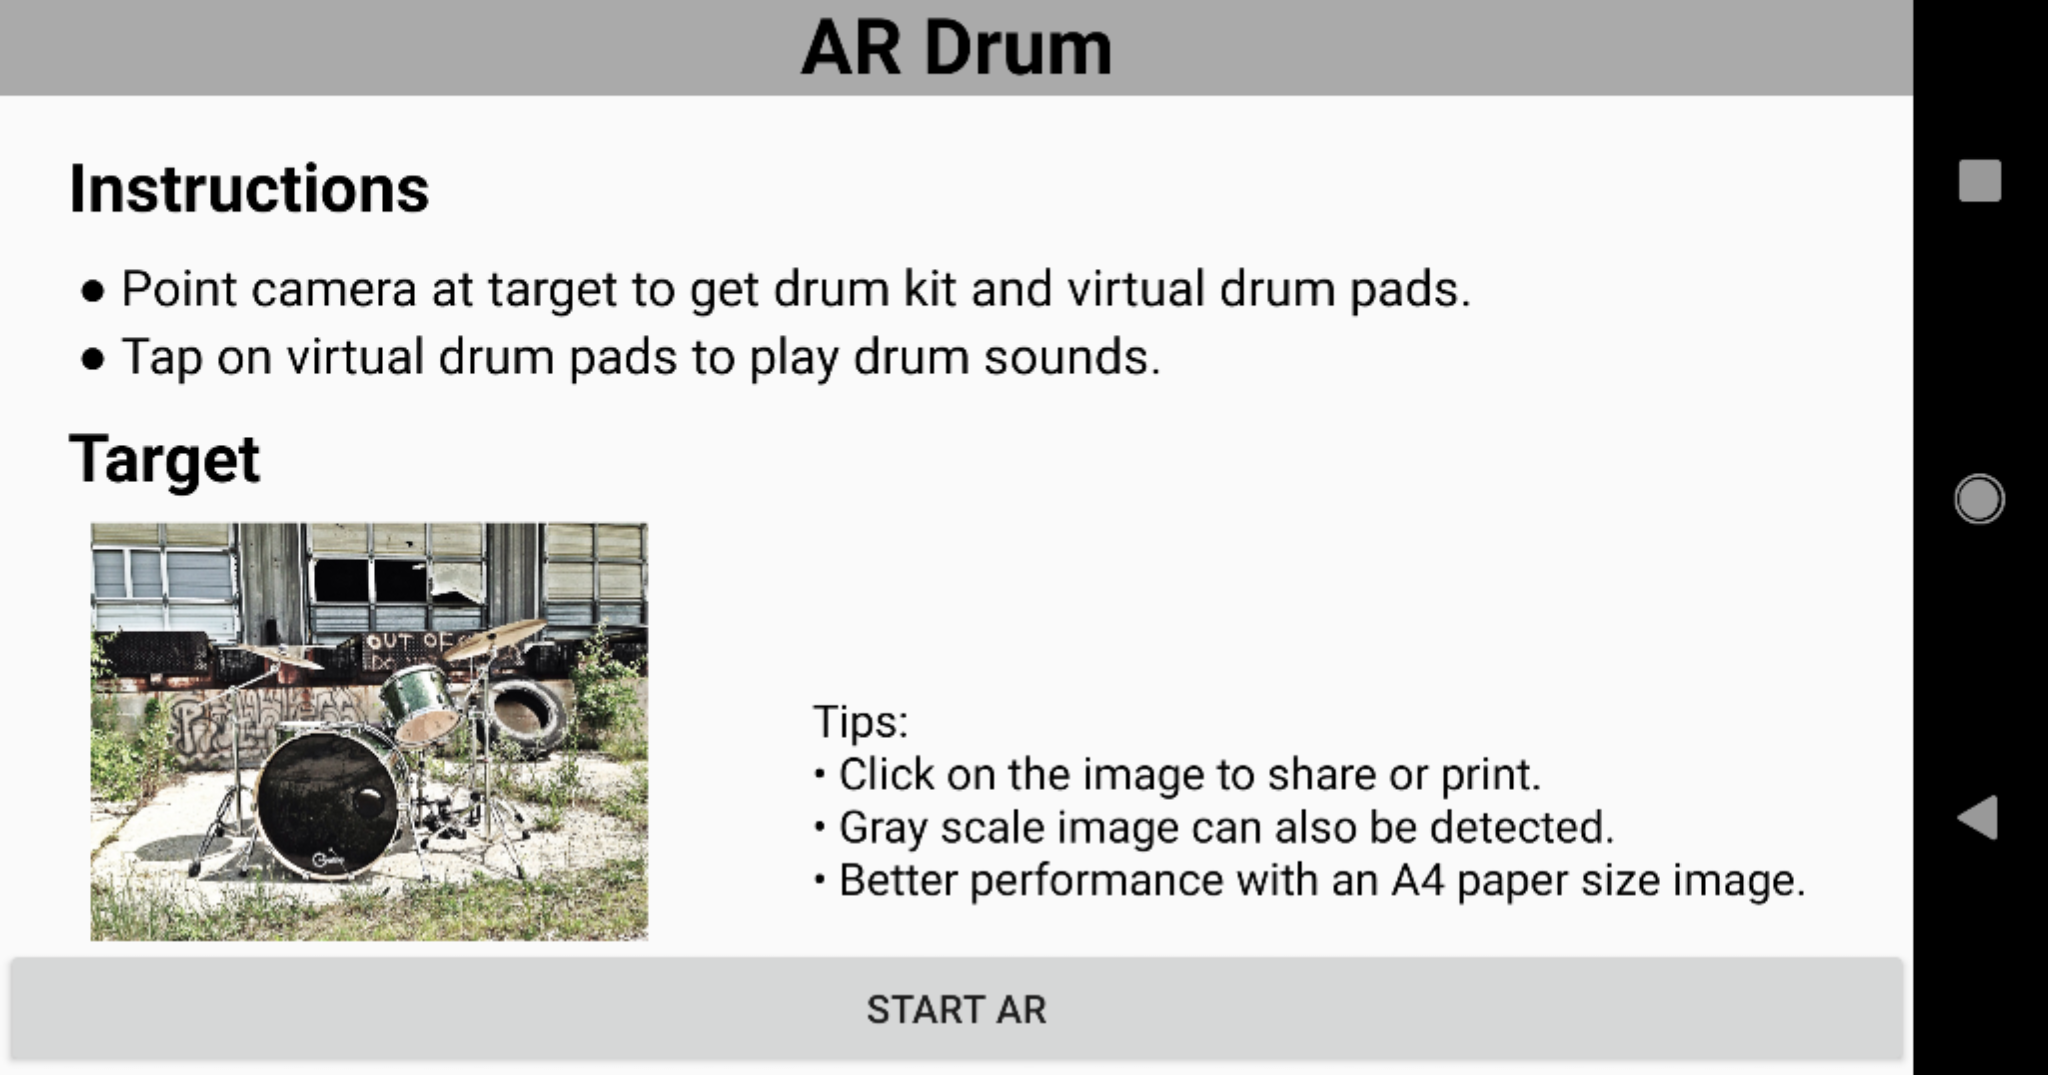 AR Drum
Instructions
● Point camera at target to get drum kit and virtual drum pads.
● Tap on virtual drum pads to play drum sounds.
Target
OUT OF
Tips:
• Click on the image to share or print.
• Gray scale image can also be detected.
• Better performance with an A4 paper size image.
START AR